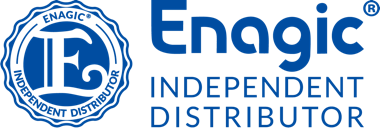 ENAGIC®
E
INDEPENDENT DISTRIBUTOR
Enagic®
INDEPENDENT
DISTRIBUTOR